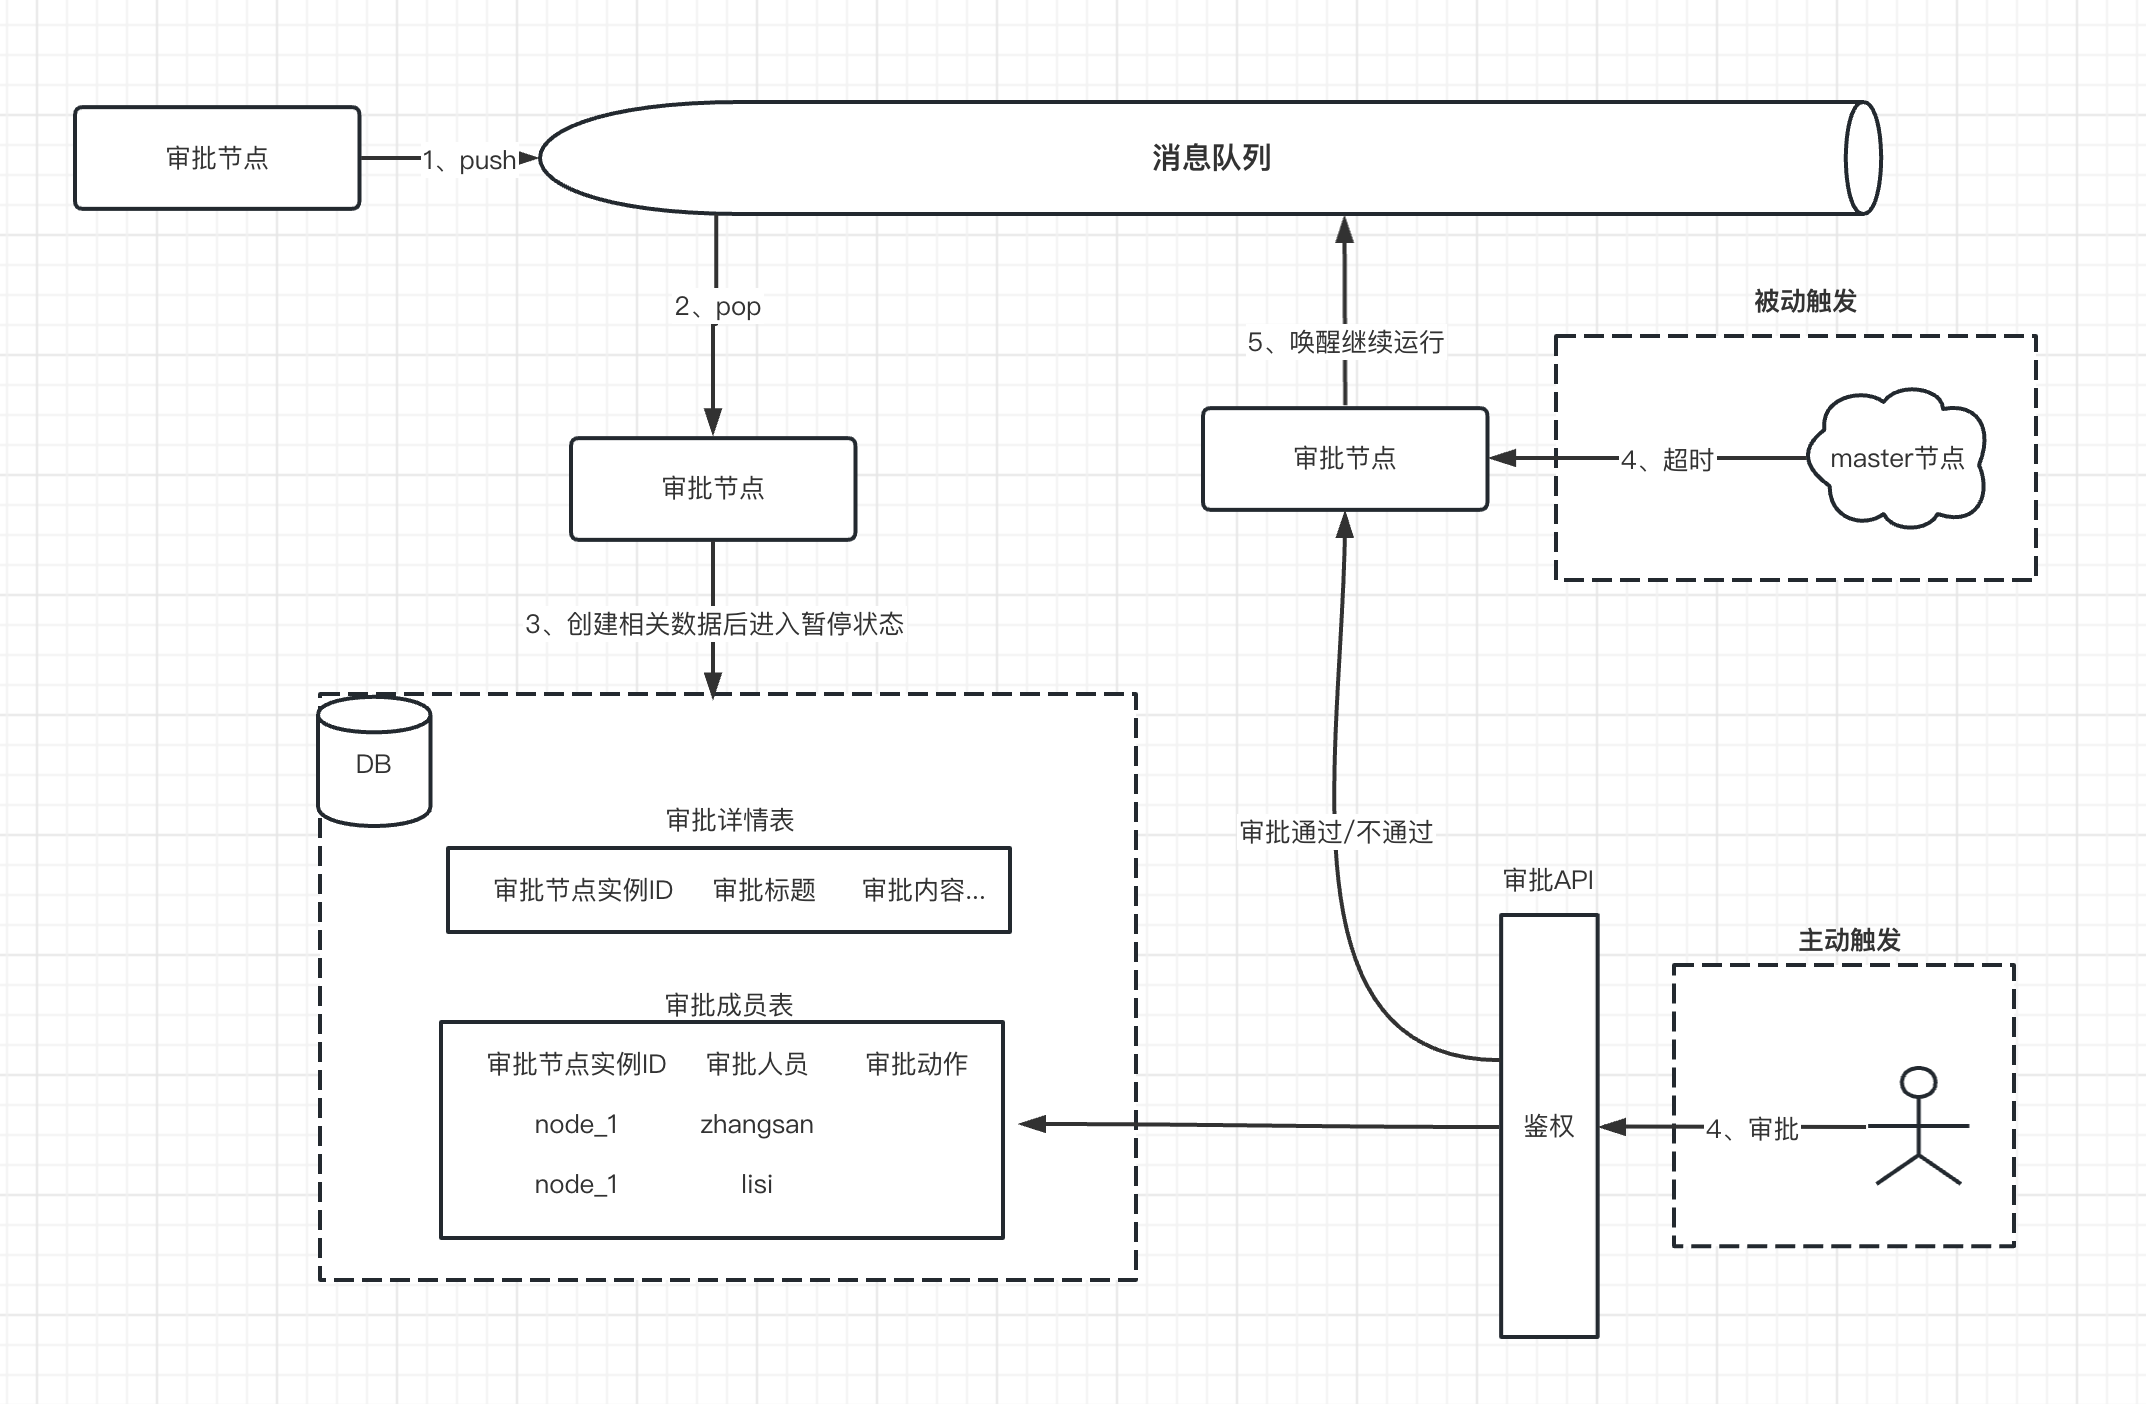 审批节点
1、push
消息队列
2、pop
被动触发
5、唤醒继续运行
审批节点
4、超时
master节点
审批节点
3、创建相关数据后进入暂停状态
DB
审批详情表
审批节点实例ID 审批标题 审批内容...
审批通过/不通过
审批API
主动触发
审批成员表
审批节点实例ID 审批人员 审批动作
node_1 zhangsan
node_1 lisi
鉴权
4、审批